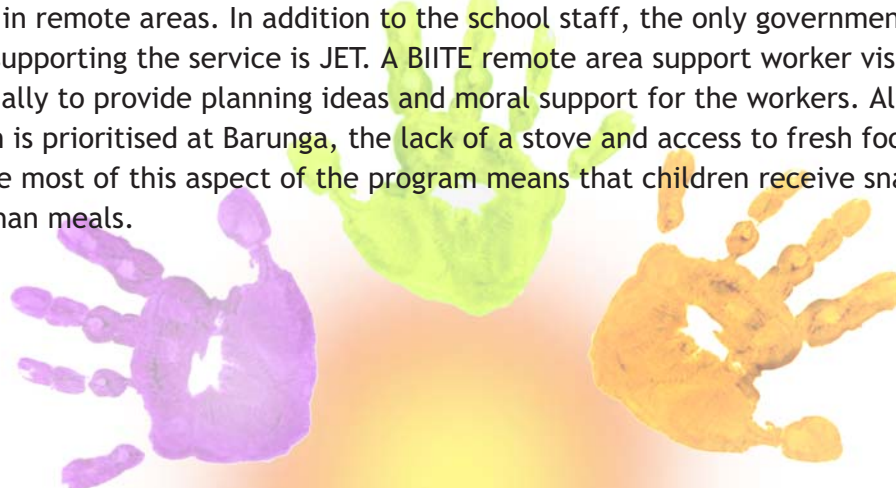 in remote areas. In addition to the school staff, the only governmen
supporting the service is JET. A BIITE remote area support worker vis
ally to provide planning ideas and moral support for the workers. Al
is prioritised at Barunga, the lack of a stove and access to fresh foo
e most of this aspect of the program means that children receive sna
han meals.